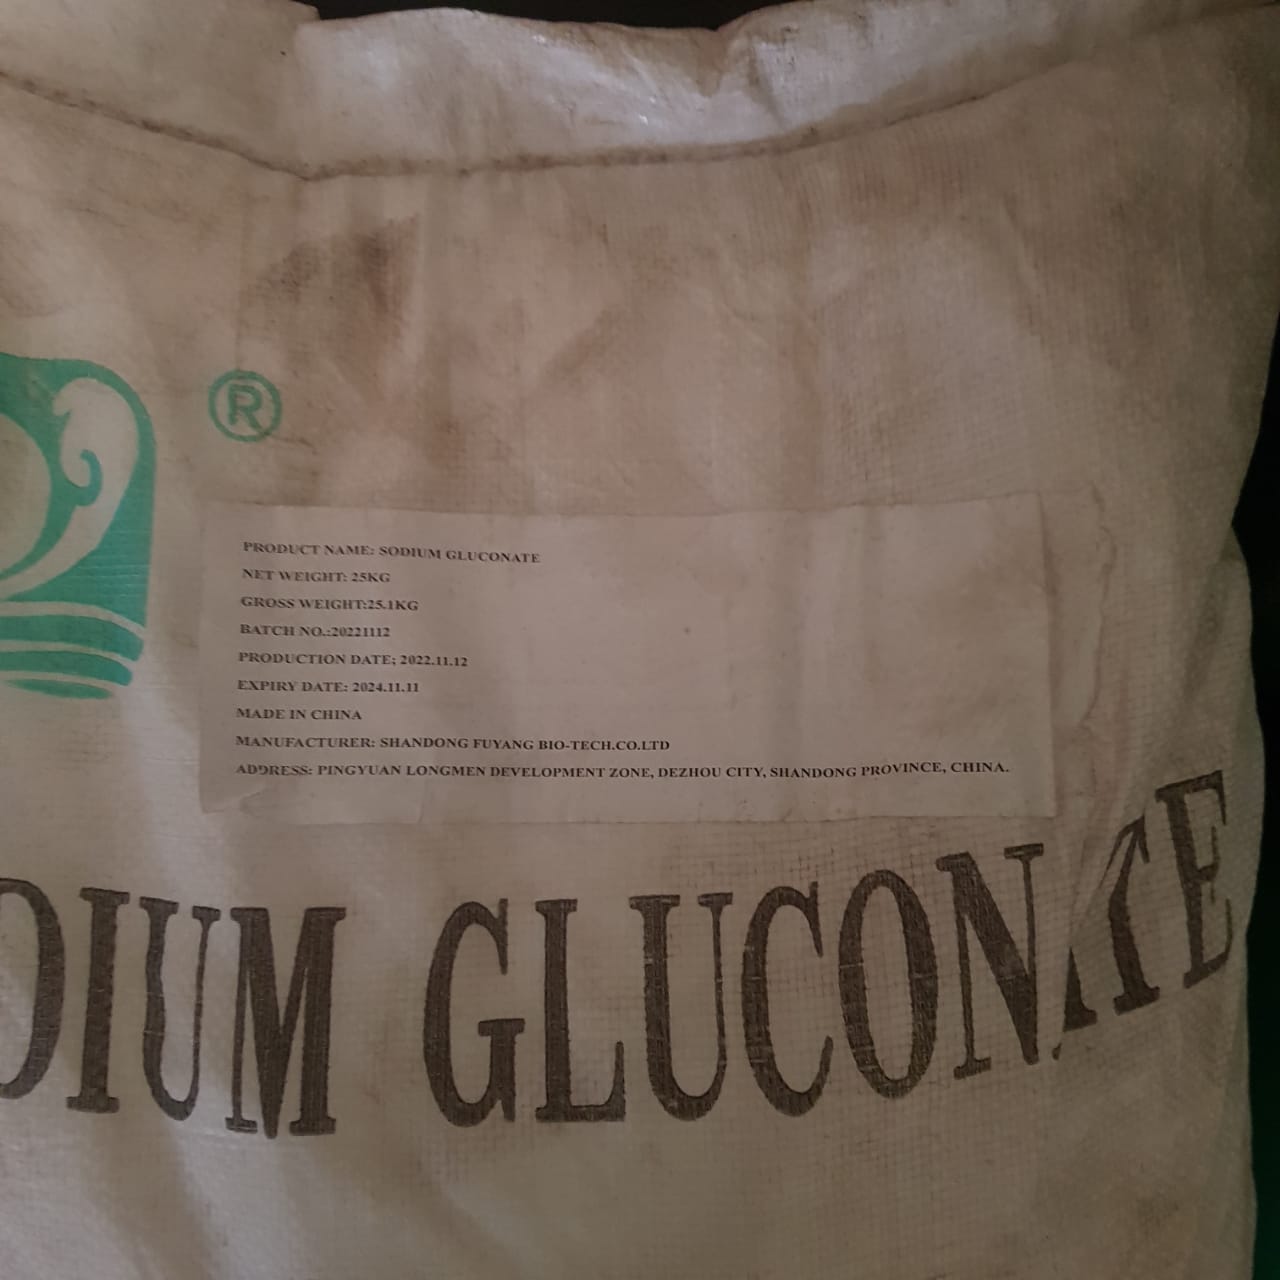 ®
PRODUCT NAME: SODIUM GLUCONATE
NET WEIGHT: 25KG
GROSS WEIGHT:25.1KG
BATCH NO.:20221112
PRODUCTION DATE; 2022.11.12
EXPIRY DATE: 2024.11.11
MADE IN CHINA
MANUFACTURER: SHANDONG FUYANG BIO-TECH.CO.LTD
ADDRESS: PINGYUAN LONGMEN DEVELOPMENT ZONE, DEZHOU CITY, SHANDONG PROVINCE, CHINA.
DIUM GLUCONATE